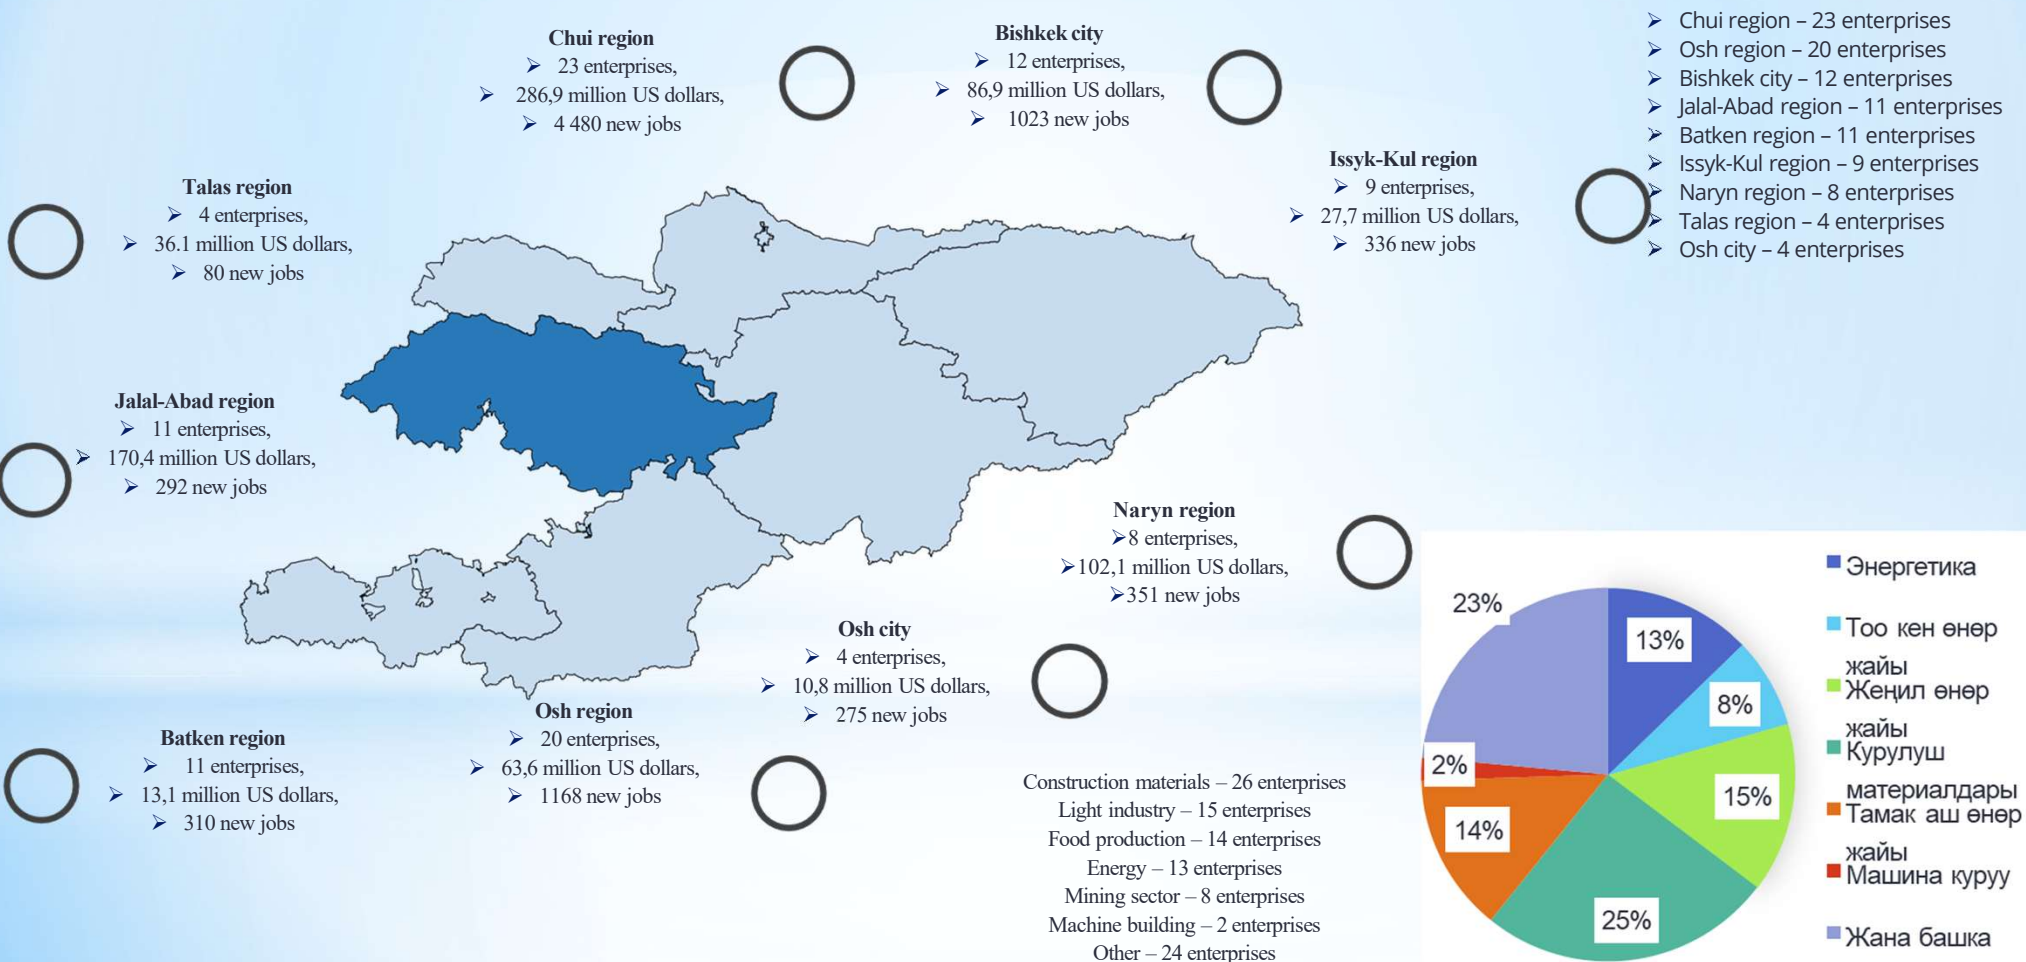 Chui region
➢ 23 enterprises,
➢ 286,9 million US dollars,
➢ 4 480 new jobs
Bishkek city
➢ 12 enterprises,
➢ 86,9 million US dollars,
➢ 1023 new jobs
➢ Chui region – 23 enterprises
➢ Osh region – 20 enterprises
➢ Bishkek city – 12 enterprises
➢ Jalal-Abad region – 11 enterprises
➢ Batken region – 11 enterprises
➢ Issyk-Kul region – 9 enterprises
➢ Naryn region – 8 enterprises
➢ Talas region – 4 enterprises
➢ Osh city – 4 enterprises
Issyk-Kul region
➢ 9 enterprises,
➢ 27,7 million US dollars,
➢ 336 new jobs
Talas region
➢ 4 enterprises,
➢ 36.1 million US dollars,
➢ 80 new jobs
Jalal-Abad region
➢ 11 enterprises,
➢ 170,4 million US dollars,
➢ 292 new jobs
Naryn region
➢8 enterprises,
➢102,1 million US dollars,
➢351 new jobs
Osh city
➢ 4 enterprises,
➢ 10,8 million US dollars,
➢ 275 new jobs
Osh region
➢ 20 enterprises,
➢ 63,6 million US dollars,
➢ 1168 new jobs
Batken region
➢ 11 enterprises,
➢ 13,1 million US dollars,
➢ 310 new jobs
Construction materials – 26 enterprises
Light industry – 15 enterprises
Food production – 14 enterprises
Energy – 13 enterprises
Mining sector – 8 enterprises
Machine building – 2 enterprises
Other – 24 enterprises
23%
13%
8%
15%
25%
14%
2%
Энергетика
Тоо кен өнөр
жайы
Жеңил өнөр
жайы
Курулуш
материалдары
Тамак аш өнөр
жайы
Машина куруу
Жана башка